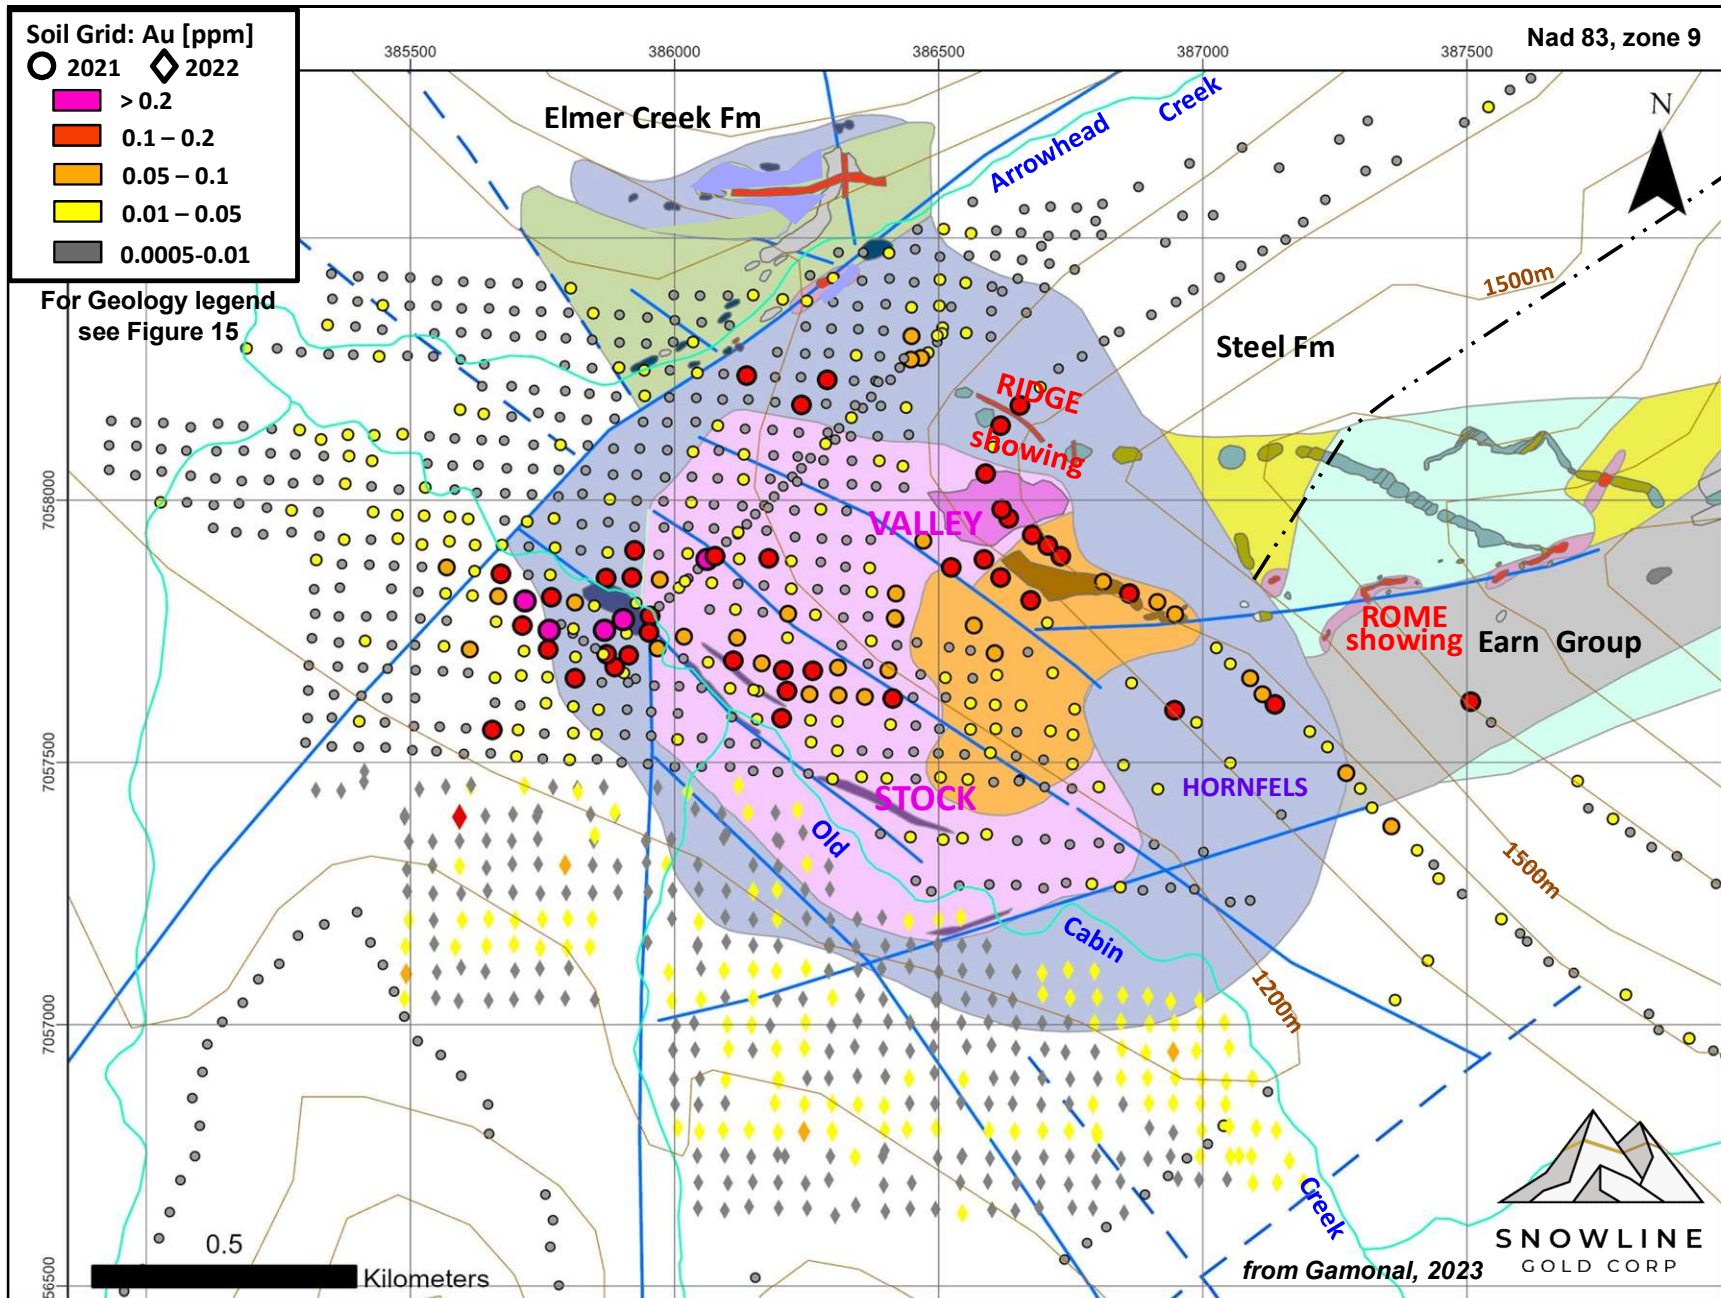 Soil Grid: Au [ppm]
2021 2022
> 0.2
0.1 – 0.2
0.05 – 0.1
0.01 – 0.05
0.0005-0.01
For Geology legend
see Figure 15
385500 386000 386500 387000 387500
Nad 83, zone 9
N
Elmer Creek Fm
Arrowhead Creek
1500m
Steel Fm
RIDGE
showing
7058000
VALLEY
ROME
showing
Earn Group
7057500
STOCK
HORNFELS
Old
Cabin
Creek
1500m
1200m
7057000
56500
0.5
Kilometers
from Gamonal, 2023
SNOWLINE
GOLD CORP